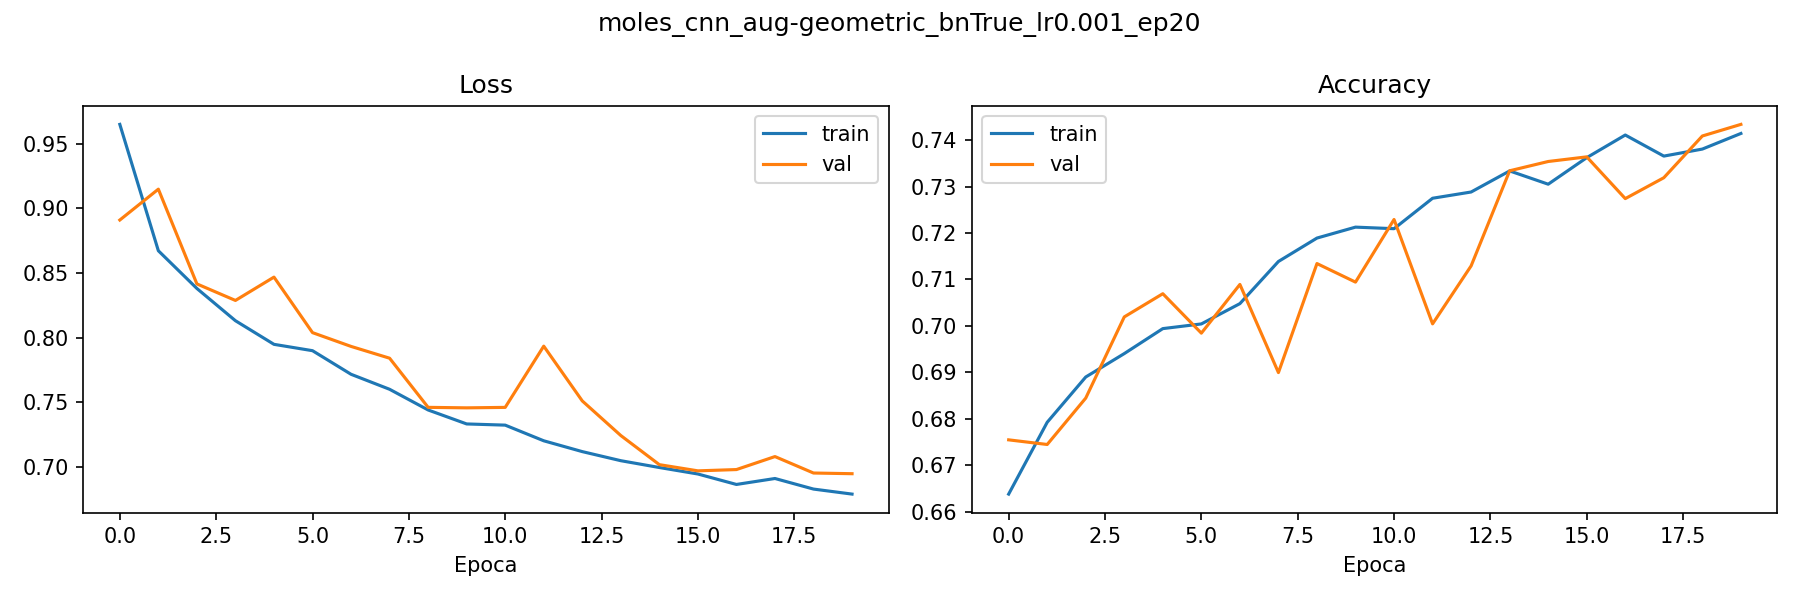 moles_cnn_aug-geometric_bnTrue_lr0.001_ep20
Loss
train
val
0.95
0.90
0.85
0.80
0.75
0.70
0.0 2.5 5.0 7.5 10.0 12.5 15.0 17.5
Epoca
Accuracy
train
val
0.74
0.73
0.72
0.71
0.70
0.69
0.68
0.67
0.66
0.0 2.5 5.0 7.5 10.0 12.5 15.0 17.5
Epoca